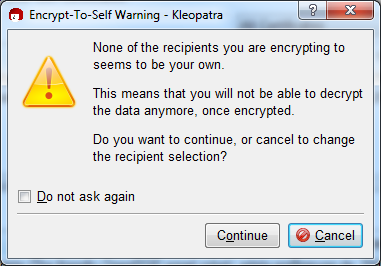 Encrypt-To-Self Warning - Kleopatra
None of the recipients you are encrypting to
seems to be your own.
This means that you will not be able to decrypt
the data anymore, once encrypted.
Do you want to continue, or cancel to change
the recipient selection?
Do not ask again
Continue
Cancel